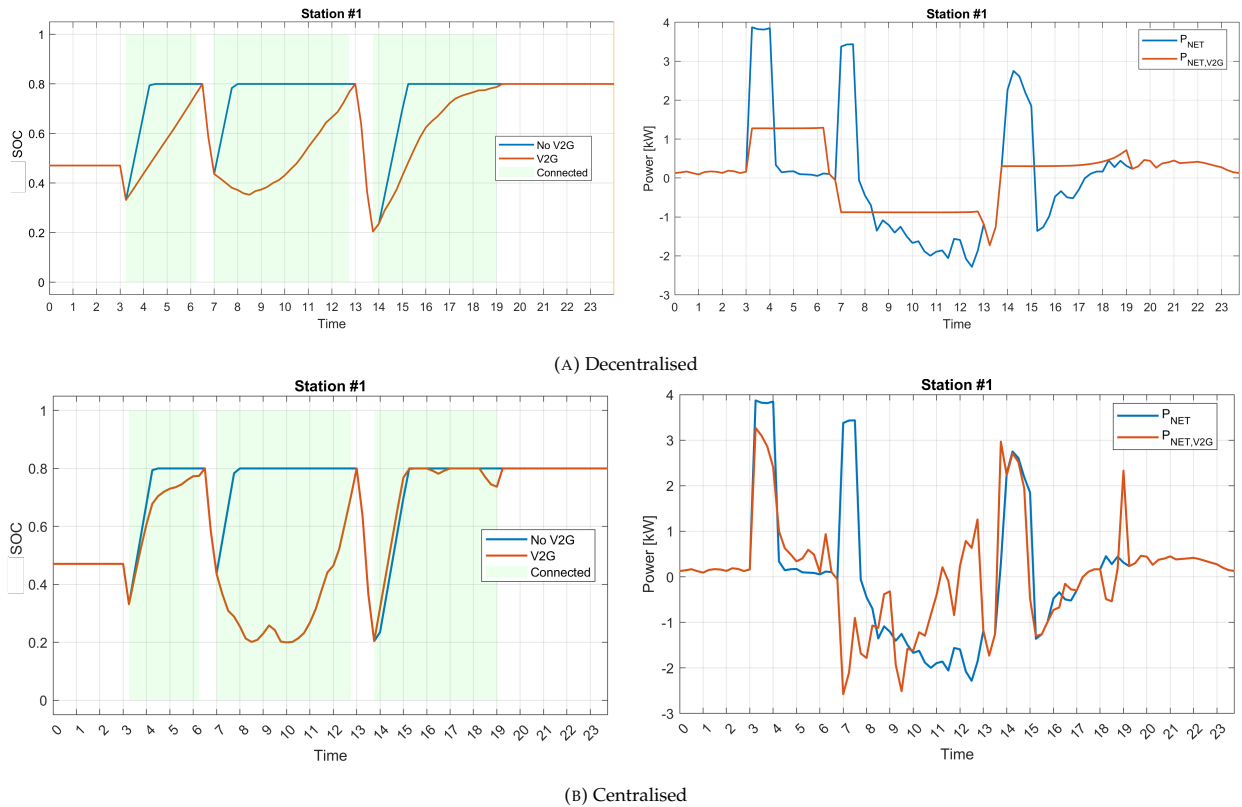 Station #1
1
0.8
0.6
0.4
0.2
0
SOC
No V2G
V2G
Connected
0 1 2 3 4 5 6 7 8 9 10 11 12 13 14 15 16 17 18 19 20 21 22 23
Time
Station #1
4
3
2
1
0
-1
-2
-3
Power [kW]
P_NET
P_NET,V2G
0 1 2 3 4 5 6 7 8 9 10 11 12 13 14 15 16 17 18 19 20 21 22 23
Time
(A) Decentralised
Station #1
1
0.8
0.6
0.4
0.2
0
SOC
No V2G
V2G
Connected
0 1 2 3 4 5 6 7 8 9 10 11 12 13 14 15 16 17 18 19 20 21 22 23
Time
Station #1
4
3
2
1
0
-1
-2
-3
Power [kW]
P_NET
P_NET,V2G
0 1 2 3 4 5 6 7 8 9 10 11 12 13 14 15 16 17 18 19 20 21 22 23
Time
(B) Centralised